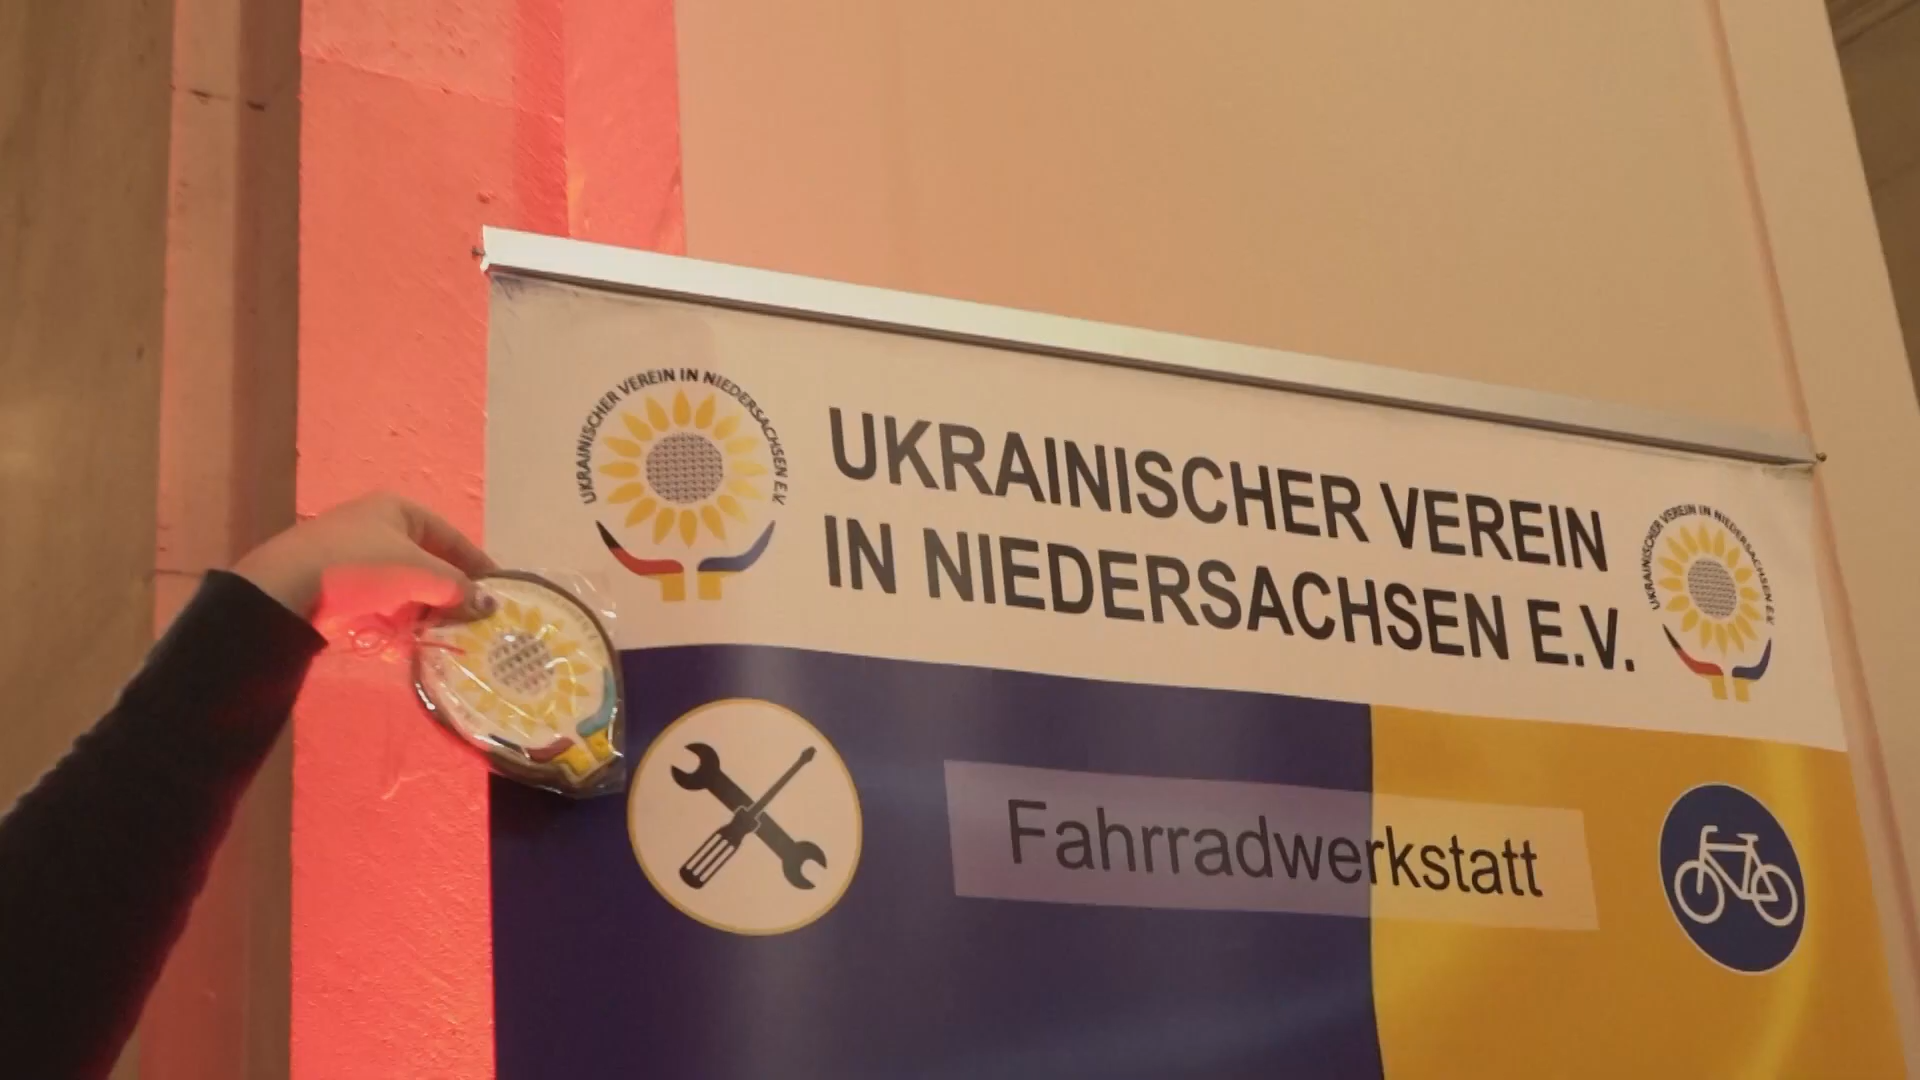 UKRAINISCHER VEREIN IN NIEDERSACHSEN E.V.
UKRAINISCHER VEREIN
IN NIEDERSACHSEN E.V.
UKRAINISCHER VEREIN IN NIEDERSACHSEN E.V.
Fahrradwerkstatt